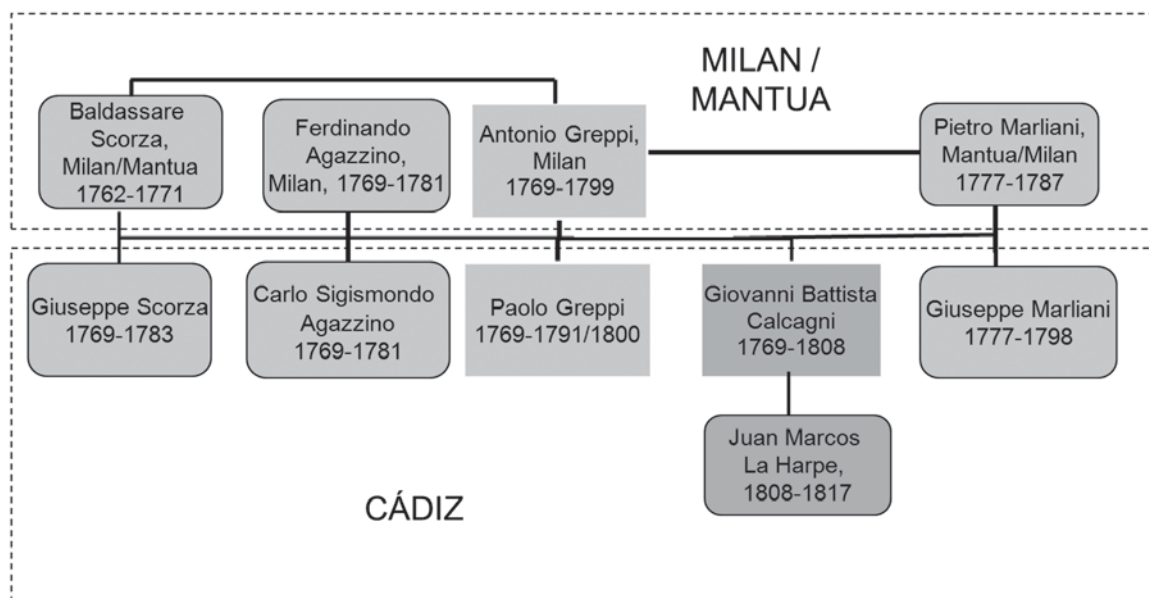 MILAN /
MANTUA
Baldassare
Scorza,
Milan/Mantua
1762-1771
Ferdinando
Agazzino,
Milan, 1769-1781
Antonio Greppi,
Milan
1769-1799
Pietro Marliani,
Mantua/Milan
1777-1787
Giuseppe Scorza
1769-1783
Carlo Sigismondo
Agazzino
1769-1781
Paolo Greppi
1769-1791/1800
Giovanni Battista
Calcagni
1769-1808
Giuseppe Marliani
1777-1798
Juan Marcos
La Harpe,
1808-1817
CÁDIZ